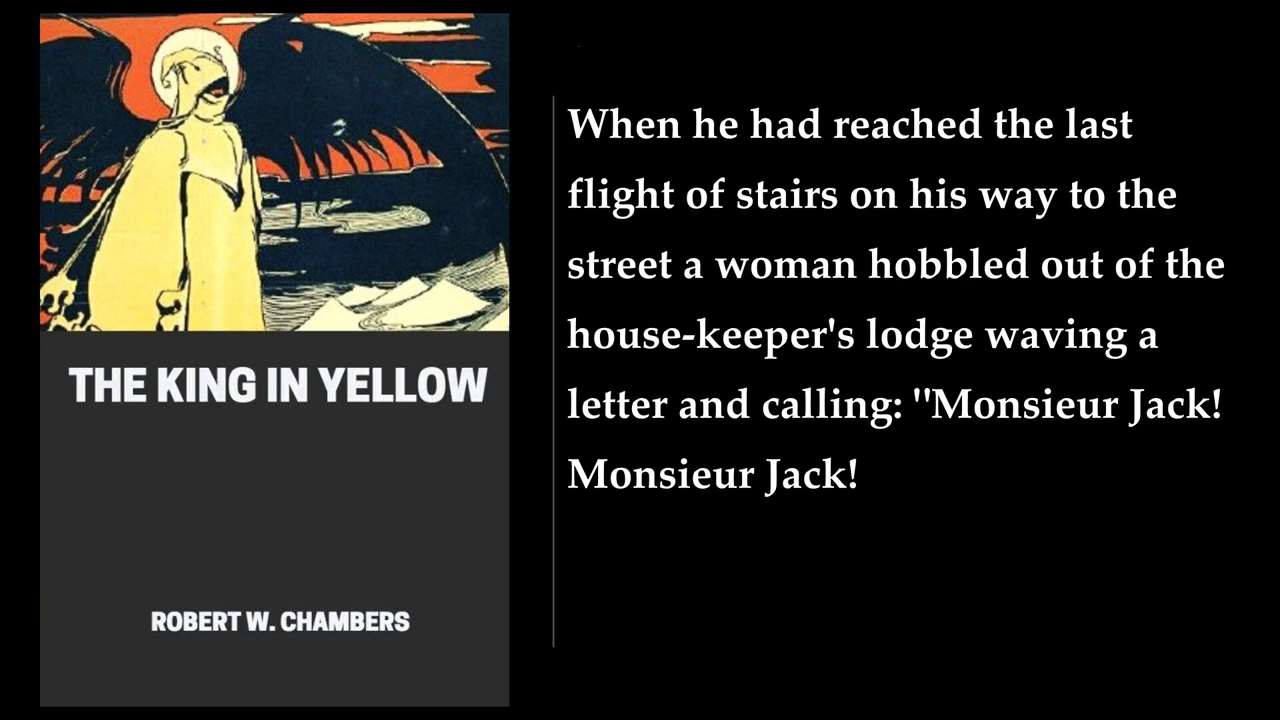 THE KING IN YELLOW
ROBERT W. CHAMBERS
When he had reached the last
flight of stairs on his way to the
street a woman hobbled out of the
house-keeper's lodge waving a
letter and calling: "Monsieur Jack!
Monsieur Jack!